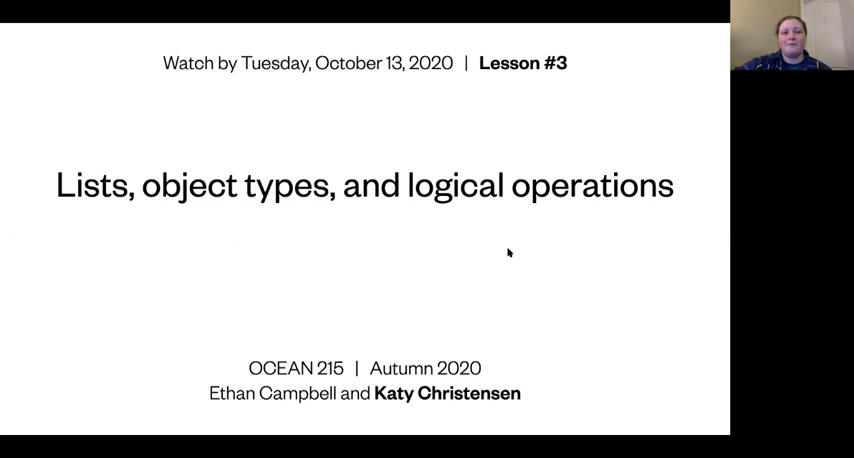 Watch by Tuesday, October 13, 2020 | Lesson #3
Lists, object types, and logical operations
OCEAN 215 | Autumn 2020
Ethan Campbell and Katy Christensen